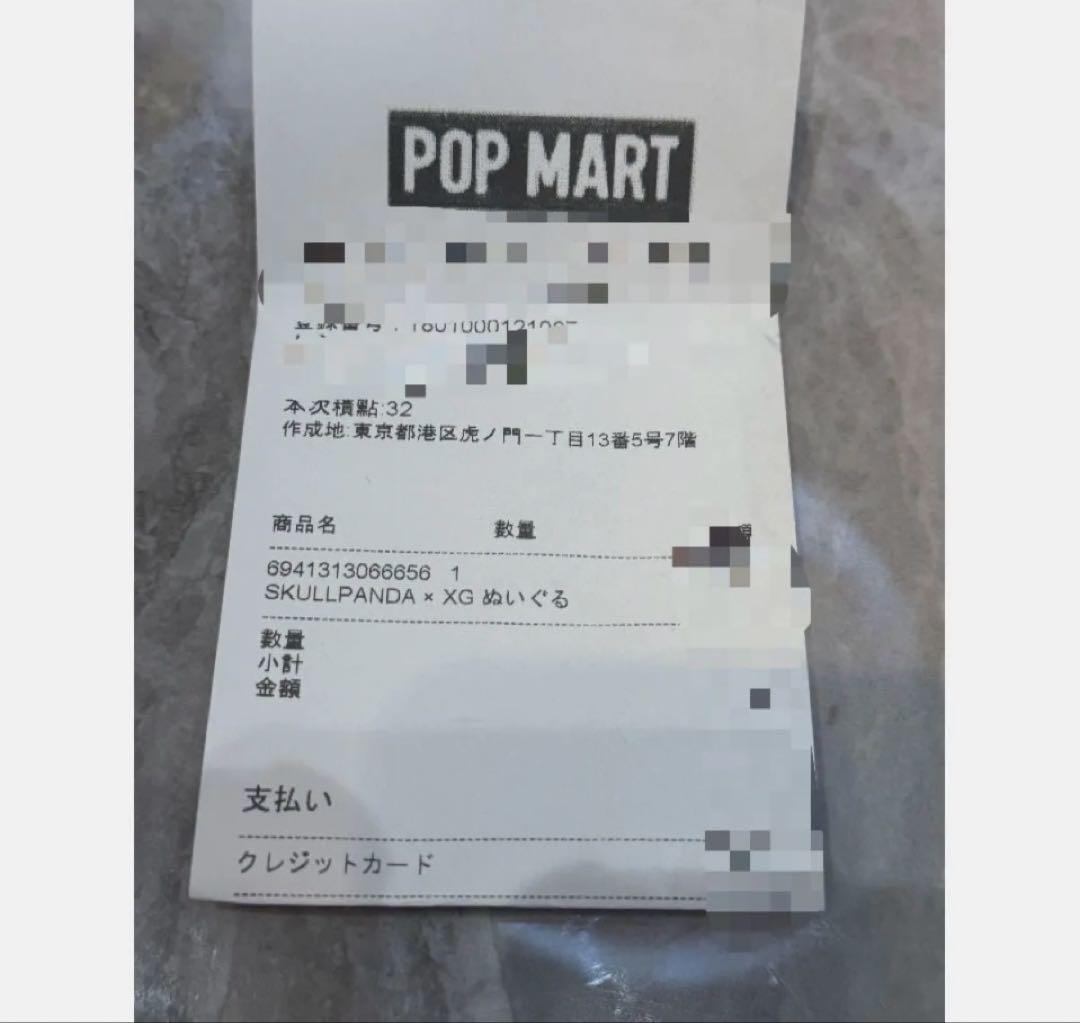 POP MART
本次積點:32
作成地:東京都港区虎ノ門一丁目13番5号7階
商品名 數量
6941313066656 1
SKULLPANDA × XG ぬいぐる
數量
小計
金額
支払い
クレジットカード